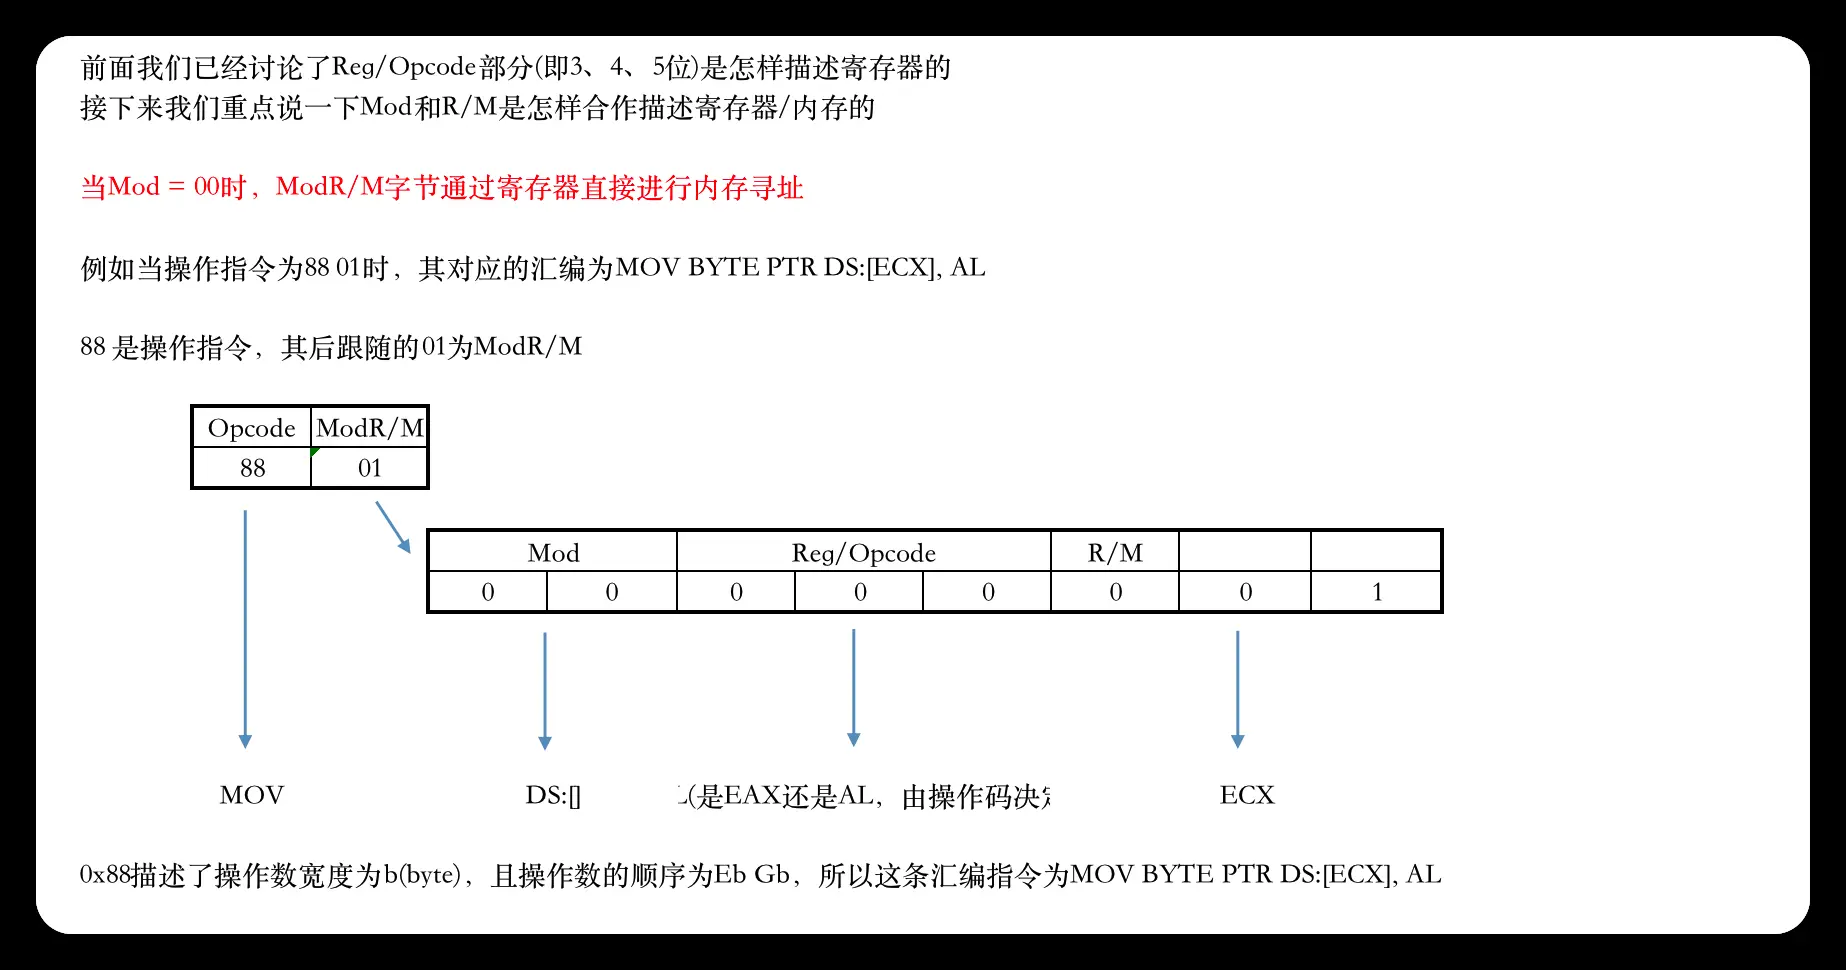 前面我们已经讨论了Reg/Opcode部分(即3、4、5位)是怎样描述寄存器的
接下来我们重点说一下Mod和R/M是怎样合作描述寄存器/内存的
当Mod = 00时，ModR/M字节通过寄存器直接进行内存寻址
例如当操作指令为88 01时，其对应的汇编为MOV BYTE PTR DS:[ECX], AL
88 是操作指令，其后跟随的01为ModR/M
Opcode ModR/M
88 01
Mod Reg/Opcode R/M
0 0 0 0 0 0 0 1
MOV DS:[] (是EAX还是AL，由操作码决 ECX
0x88描述了操作数宽度为b(byte)，且操作数的顺序为Eb Gb，所以这条汇编指令为MOV BYTE PTR DS:[ECX], AL